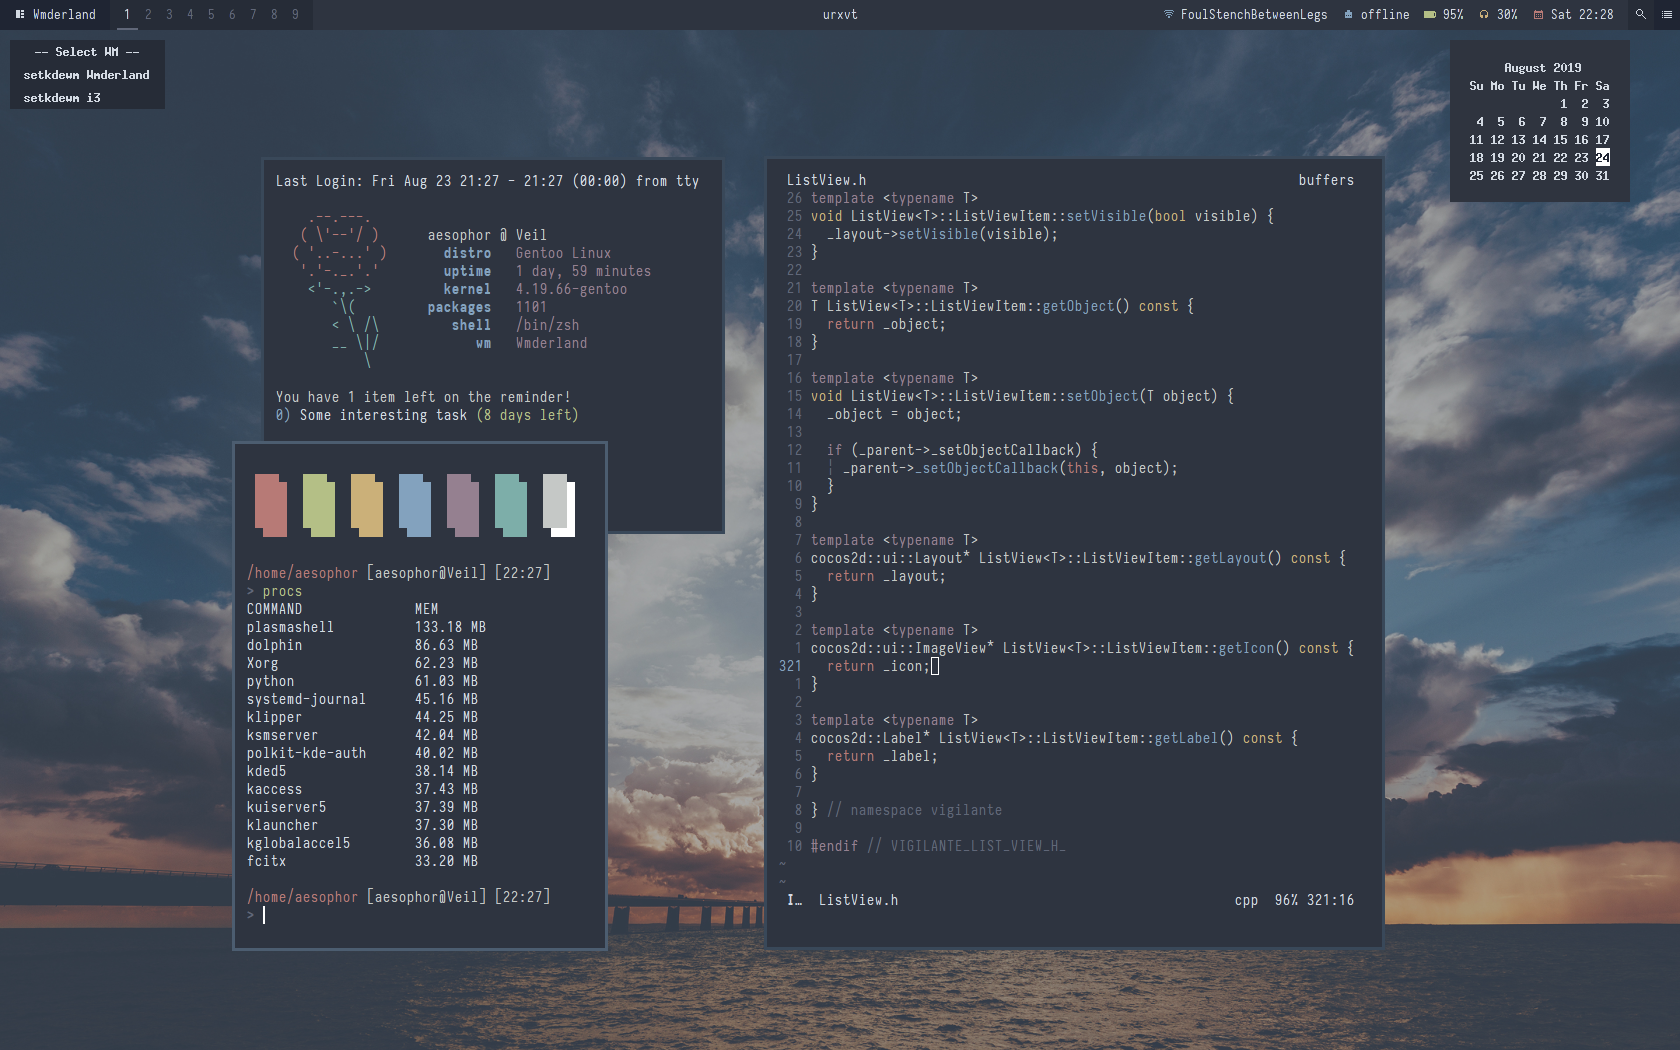 Wmderland 1 2 3 4 5 6 7 8 9 urxvt FoulStenchBetweenLegs offline 95% 30% Sat 22:28
-- Select WM --
setkdewm Wmderland
setkdewm i3
August 2019
Su Mo Tu We Th Fr Sa
1 2 3
4 5 6 7 8 9 10
11 12 13 14 15 16 17
18 19 20 21 22 23 24
25 26 27 28 29 30 31
Last Login: Fri Aug 23 21:27 - 21:27 (00:00) from tty
aesophor @ Veil
distro Gentoo Linux
uptime 1 day, 59 minutes
kernel 4.19.66-gentoo
packages 1101
shell /bin/zsh
wm Wmderland
You have 1 item left on the reminder!
0) Some interesting task (8 days left)
/home/aesophor [aesophor@Veil] [22:27]
> procs
COMMAND MEM
plasmashell 133.18 MB
dolphin 86.63 MB
Xorg 62.23 MB
python 61.03 MB
systemd-journal 45.16 MB
klipper 44.25 MB
ksmserver 42.04 MB
polkit-kde-auth 40.02 MB
kded5 38.14 MB
kaccess 37.43 MB
kuiserver5 37.39 MB
klauncher 37.30 MB
kglobalaccel5 36.08 MB
fcitx 33.20 MB
/home/aesophor [aesophor@Veil] [22:27]
>
ListView.h buffers
26 template <typename T>
25 void ListView<T>::ListViewItem::setVisible(bool visible) {
24   _layout->setVisible(visible);
23 }
22
21 template <typename T>
20 T ListView<T>::ListViewItem::getObject() const {
19   return _object;
18 }
17
16 template <typename T>
15 void ListView<T>::ListViewItem::setObject(T object) {
14   _object = object;
13
12   if (_parent->_setObjectCallback) {
11   ¦ _parent->_setObjectCallback(this, object);
10   }
9 }
8
7 template <typename T>
6 cocos2d::ui::Layout* ListView<T>::ListViewItem::getLayout() const {
5   return _layout;
4 }
3
2 template <typename T>
1 cocos2d::ui::ImageView* ListView<T>::ListViewItem::getIcon() const {
321   return _icon;
1 }
2
3 template <typename T>
4 cocos2d::Label* ListView<T>::ListViewItem::getLabel() const {
5   return _label;
6 }
7
8 } // namespace vigilante
9
10 #endif // VIGILANTE_LIST_VIEW_H_
~
~
I… ListView.h cpp 96% 321:16